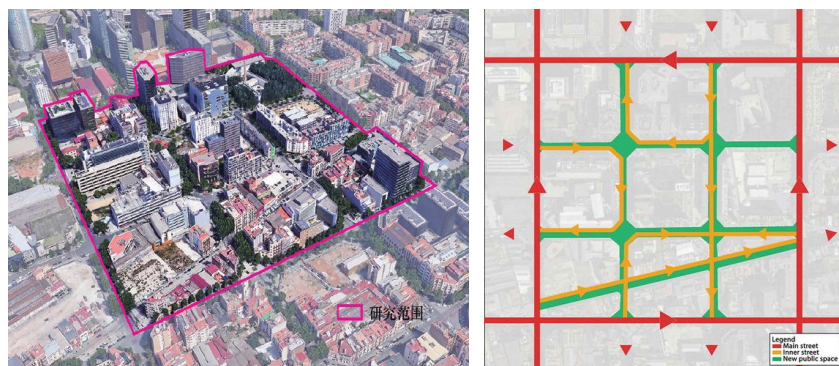 研究范围
Legend
Main street
Inner street
New public space